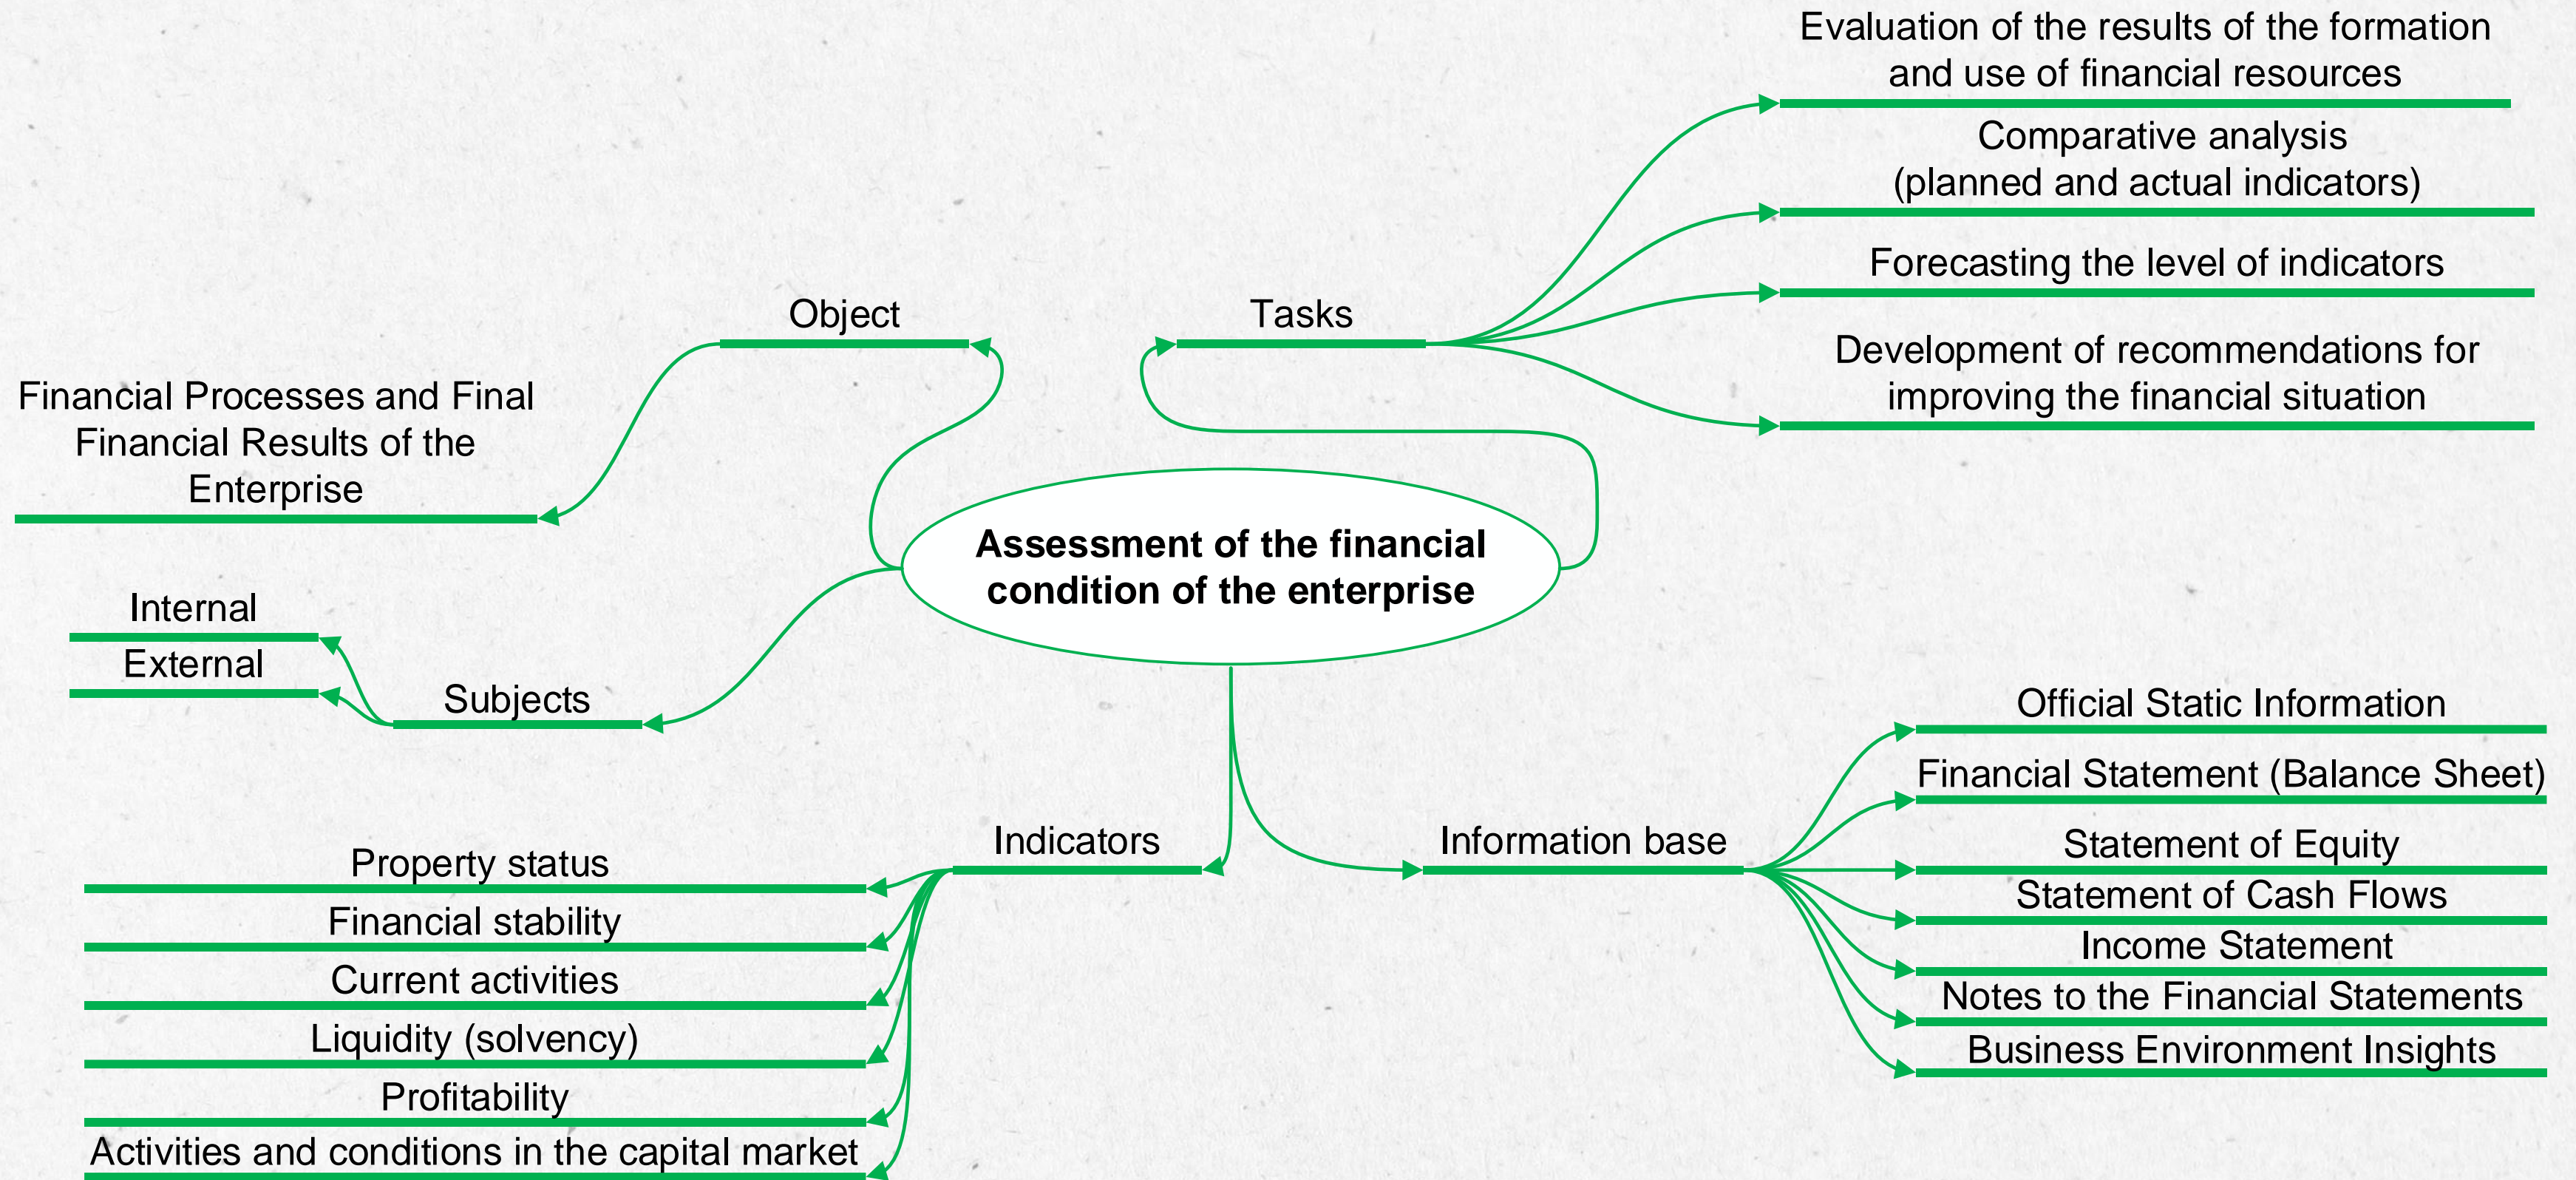 Evaluation of the results of the formation
and use of financial resources
Comparative analysis
(planned and actual indicators)
Forecasting the level of indicators
Development of recommendations for
improving the financial situation
Tasks
Object
Financial Processes and Final
Financial Results of the
Enterprise
Assessment of the financial
condition of the enterprise
Internal
External
Subjects
Indicators
Property status
Financial stability
Current activities
Liquidity (solvency)
Profitability
Activities and conditions in the capital market
Information base
Official Static Information
Financial Statement (Balance Sheet)
Statement of Equity
Statement of Cash Flows
Income Statement
Notes to the Financial Statements
Business Environment Insights